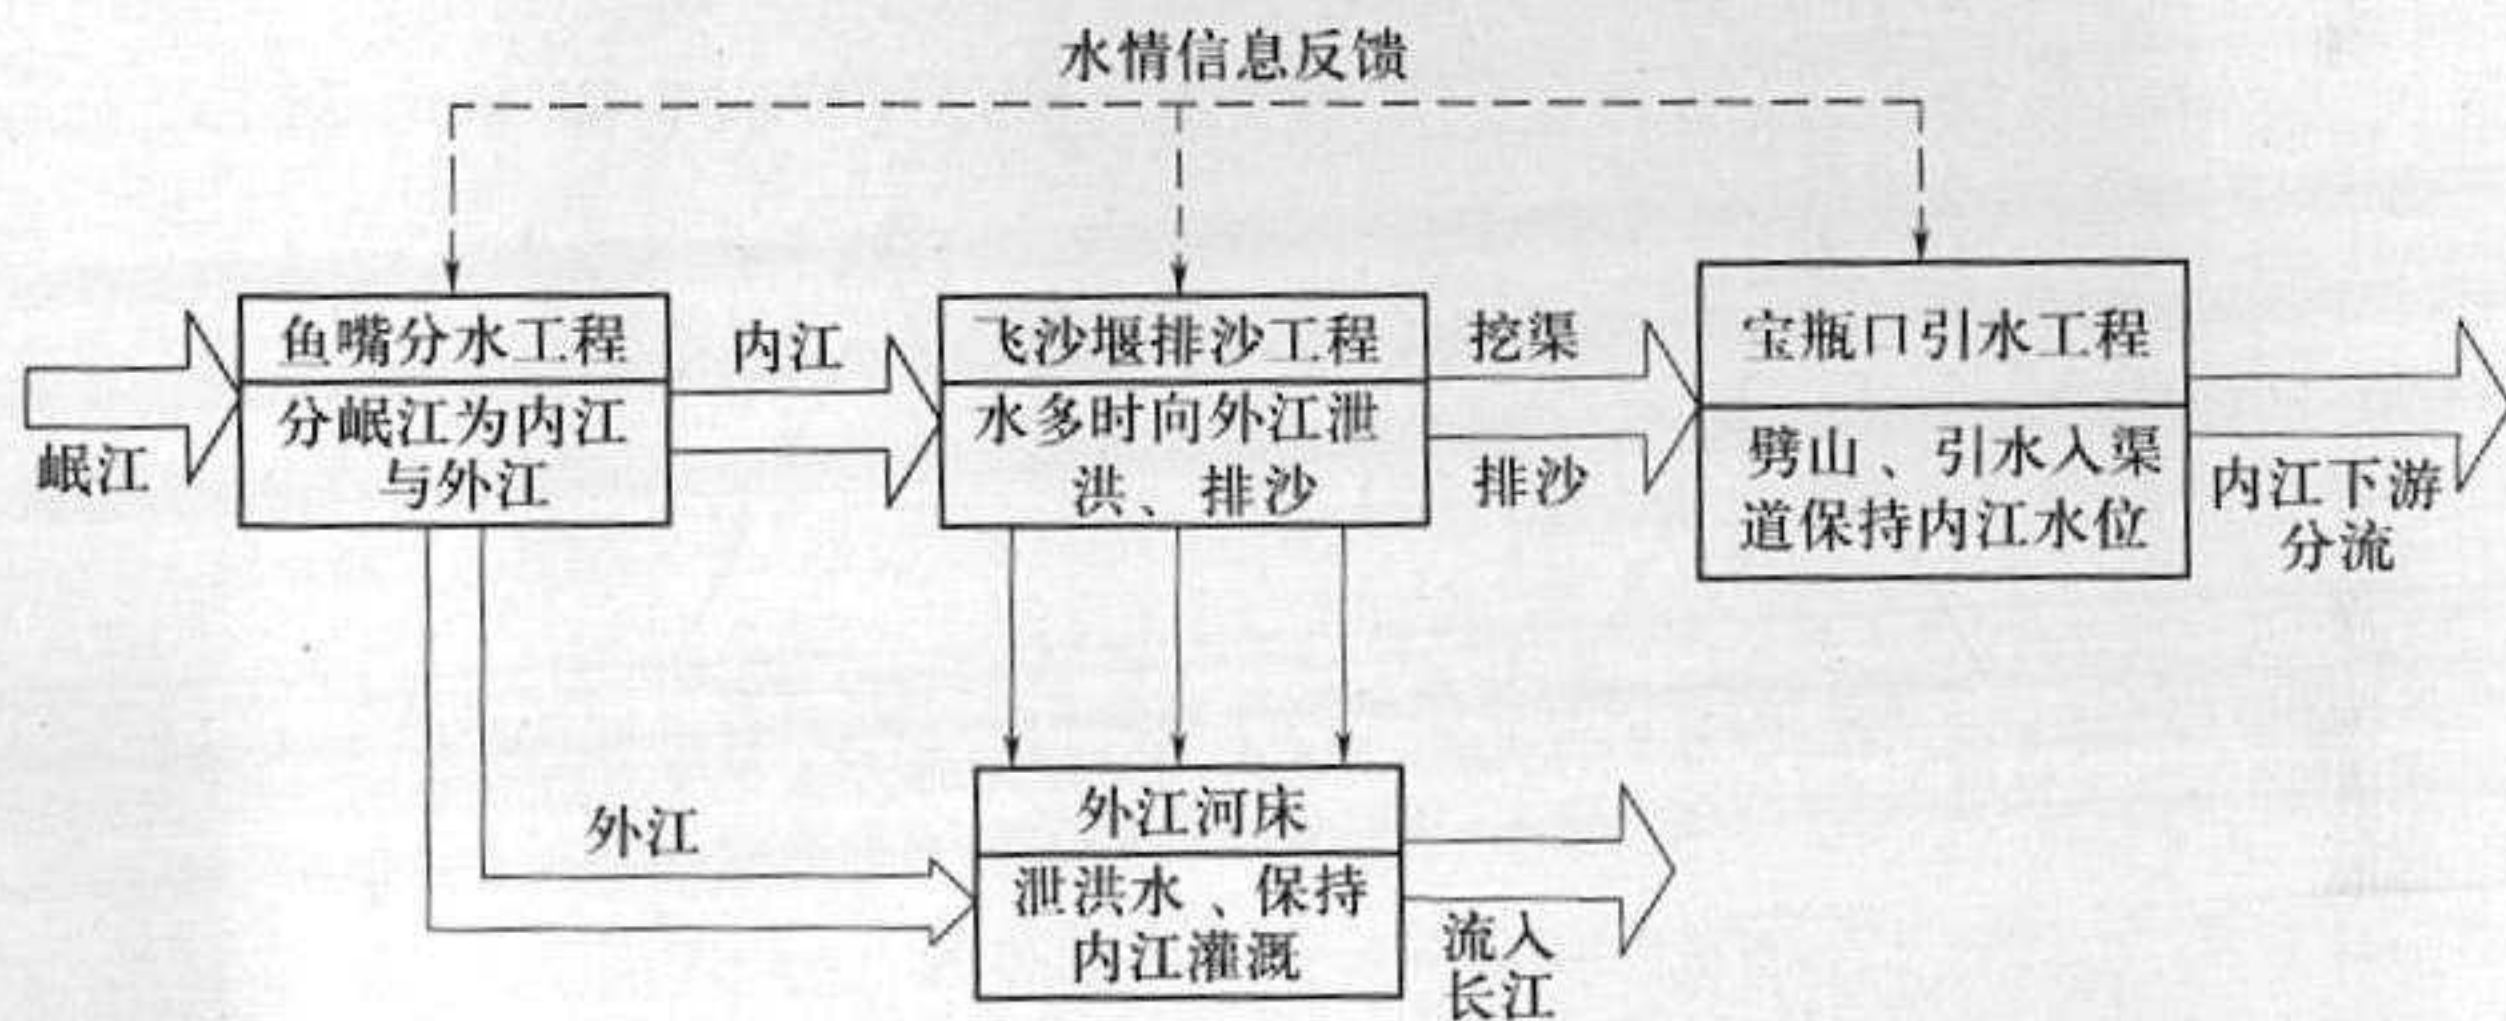 水情信息反馈
岷江
鱼嘴分水工程
分岷江为内江
与外江
内江
飞沙堰排沙工程
水多时向外江泄
洪、排沙
挖渠
排沙
宝瓶口引水工程
劈山、引水入渠
道保持内江水位
内江下游
分流
外江
外江河床
泄洪水、保持
内江灌溉
流入
长江